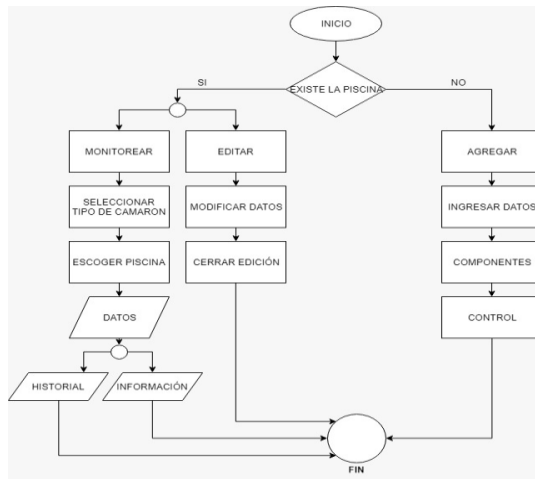 INICIO
EXISTE LA PISCINA
SI
NO
MONITOREAR
EDITAR
AGREGAR
SELECCIONAR
TIPO DE CAMARON
MODIFICAR DATOS
INGRESAR DATOS
ESCOGER PISCINA
CERRAR EDICIÓN
COMPONENTES
DATOS
CONTROL
HISTORIAL
INFORMACIÓN
FIN